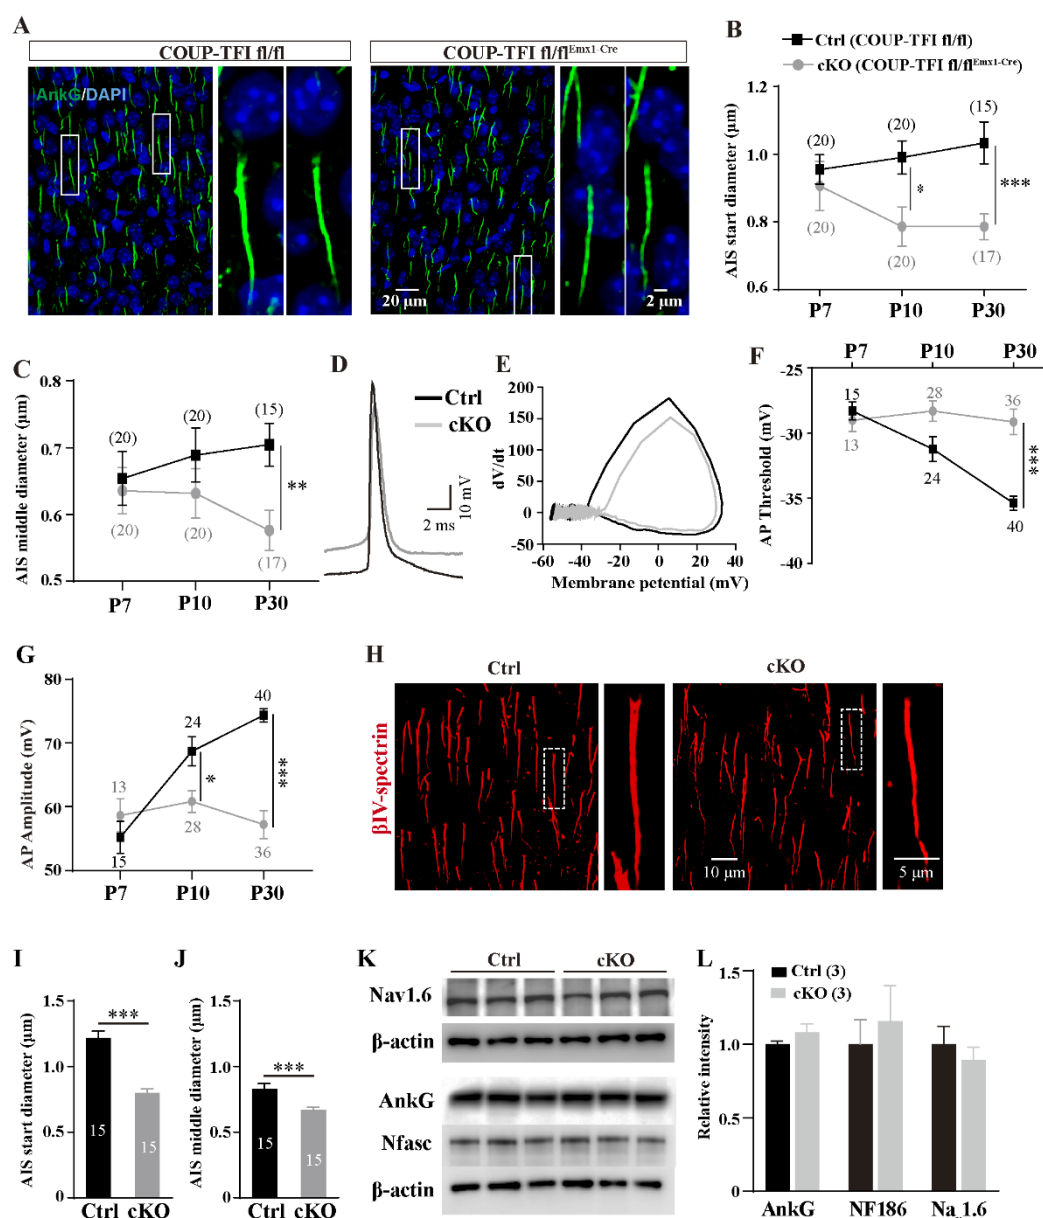 A
COUP-TFI fl/fl
COUP-TFI fl/fl^Emx1-Cre
AnkG/DAPI
20 μm
2 μm
B
Ctrl (COUP-TFI fl/fl)
cKO (COUP-TFI fl/fl^Emx1-Cre)
AIS start diameter (μm)
1.2
1.0
0.8
0.6
(20)
(20)
(15)
(20)
(20)
(17)
*
***
P7 P10 P30
C
AIS middle diameter (μm)
0.8
0.7
0.6
0.5
(20)
(20)
(15)
(20)
(20)
(17)
**
P7 P10 P30
D
Ctrl
cKO
10 mV
2 ms
E
dV/dt
200
150
100
50
0
-50
-60 -40 -20 0 20 40
Membrane petential (mV)
F
P7 P10 P30
AP Threshold (mV)
-25
-30
-35
-40
15
28
36
13
24
40
***
G
AP Amplitude (mV)
80
70
60
50
13
24
40
15
28
36
*
***
P7 P10 P30
H
Ctrl
cKO
βIV-spectrin
10 μm
5 μm
I
AIS start diameter (μm)
1.5
1.0
0.5
0
***
15
15
Ctrl cKO
J
AIS middle diameter (μm)
1.5
1.0
0.5
0
***
15
15
Ctrl cKO
K
Ctrl
cKO
Nav1.6
β-actin
AnkG
Nfasc
β-actin
L
Ctrl (3)
cKO (3)
Relative intensity
1.5
1.0
0.5
0
AnkG NF186 Nav1.6